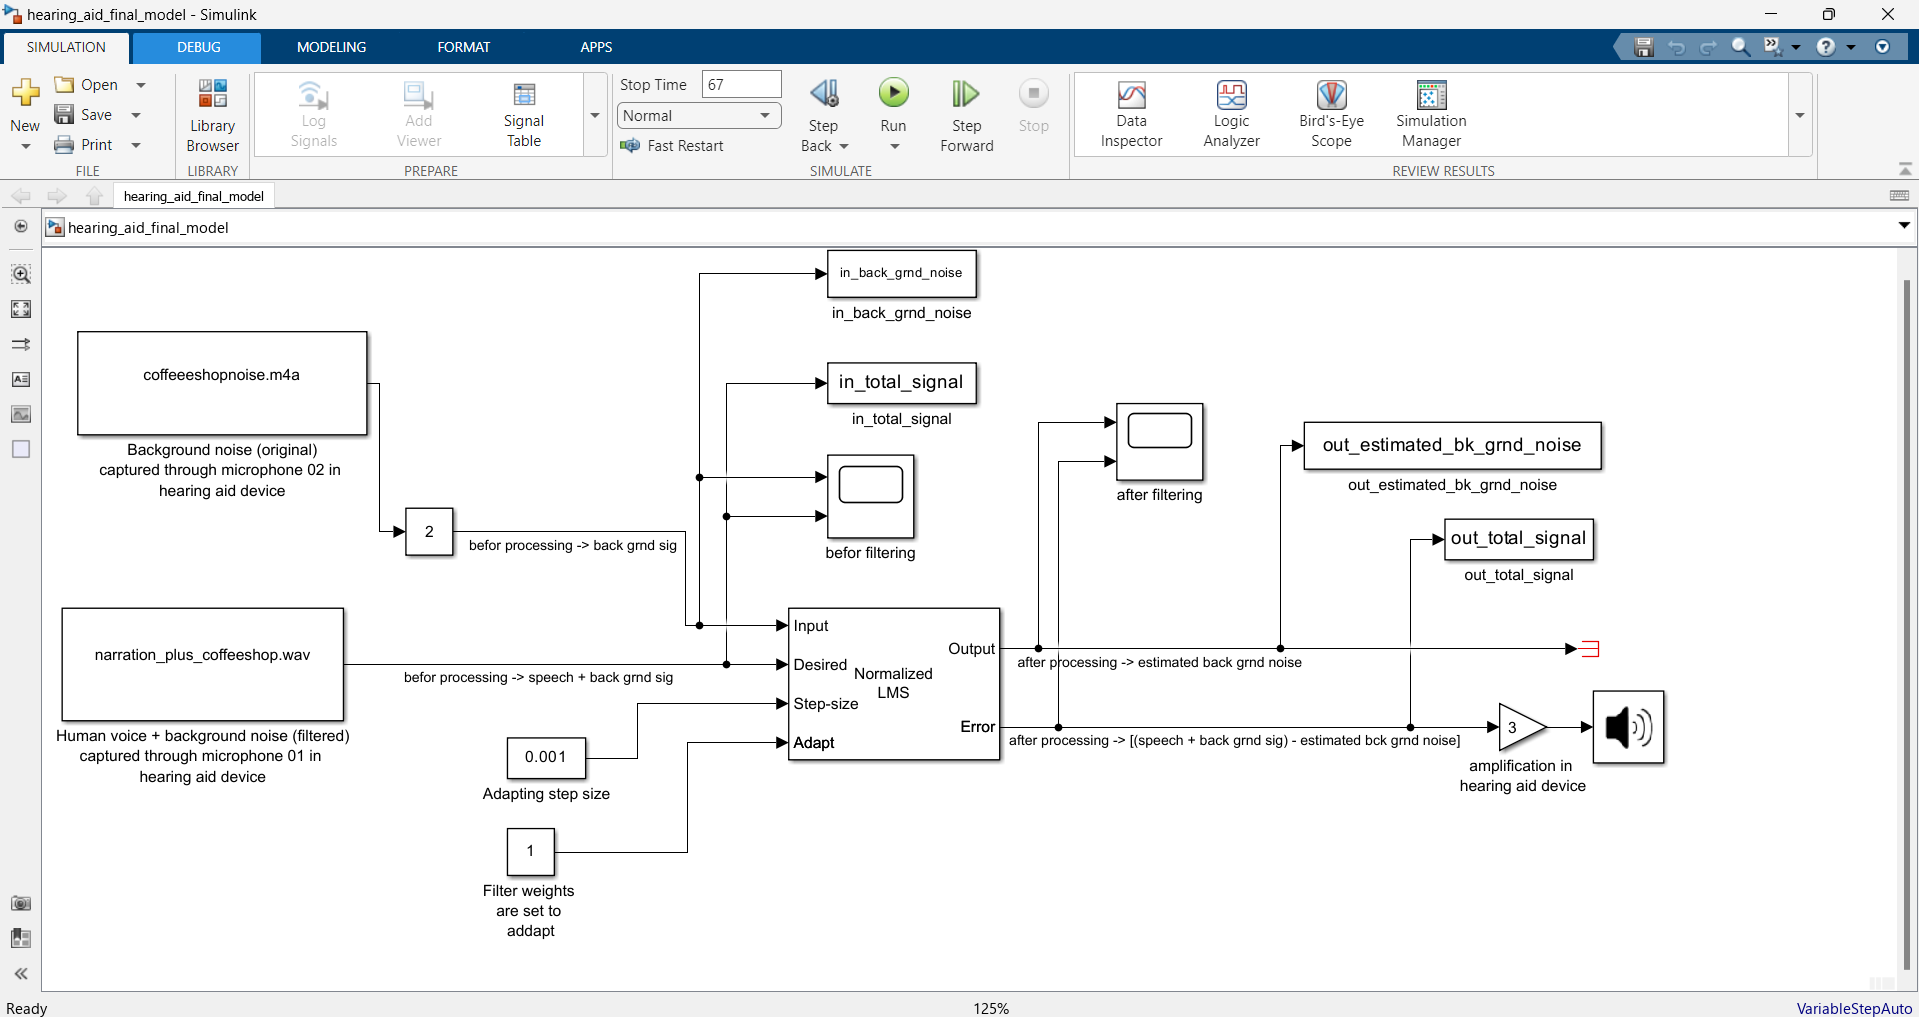 hearing_aid_final_model - Simulink
SIMULATION
DEBUG
MODELING
FORMAT
APPS
New
Open
Save
Print
FILE
Library
Browser
LIBRARY
Log
Signals
Add
Viewer
Signal
Table
PREPARE
Stop Time
67
Normal
Fast Restart
Step
Back
Run
Step
Forward
Stop
SIMULATE
Data
Inspector
Logic
Analyzer
Bird's-Eye
Scope
Simulation
Manager
REVIEW RESULTS
hearing_aid_final_model
hearing_aid_final_model
in_back_grnd_noise
in_back_grnd_noise
coffeeeshopnoise.m4a
Background noise (original)
captured through microphone 02 in
hearing aid device
in_total_signal
in_total_signal
befor filtering
after filtering
out_estimated_bk_grnd_noise
out_estimated_bk_grnd_noise
out_total_signal
out_total_signal
2
befor processing -> back grnd sig
narration_plus_coffeeshop.wav
Human voice + background noise (filtered)
captured through microphone 01 in
hearing aid device
befor processing -> speech + back grnd sig
Input
Desired
Step-size
Adapt
Normalized
LMS
Output
Error
after processing -> estimated back grnd noise
after processing -> [(speech + back grnd sig) - estimated bck grnd noise]
3
amplification in
hearing aid device
0.001
Adapting step size
1
Filter weights
are set to
addapt
Ready
125%
VariableStepAuto